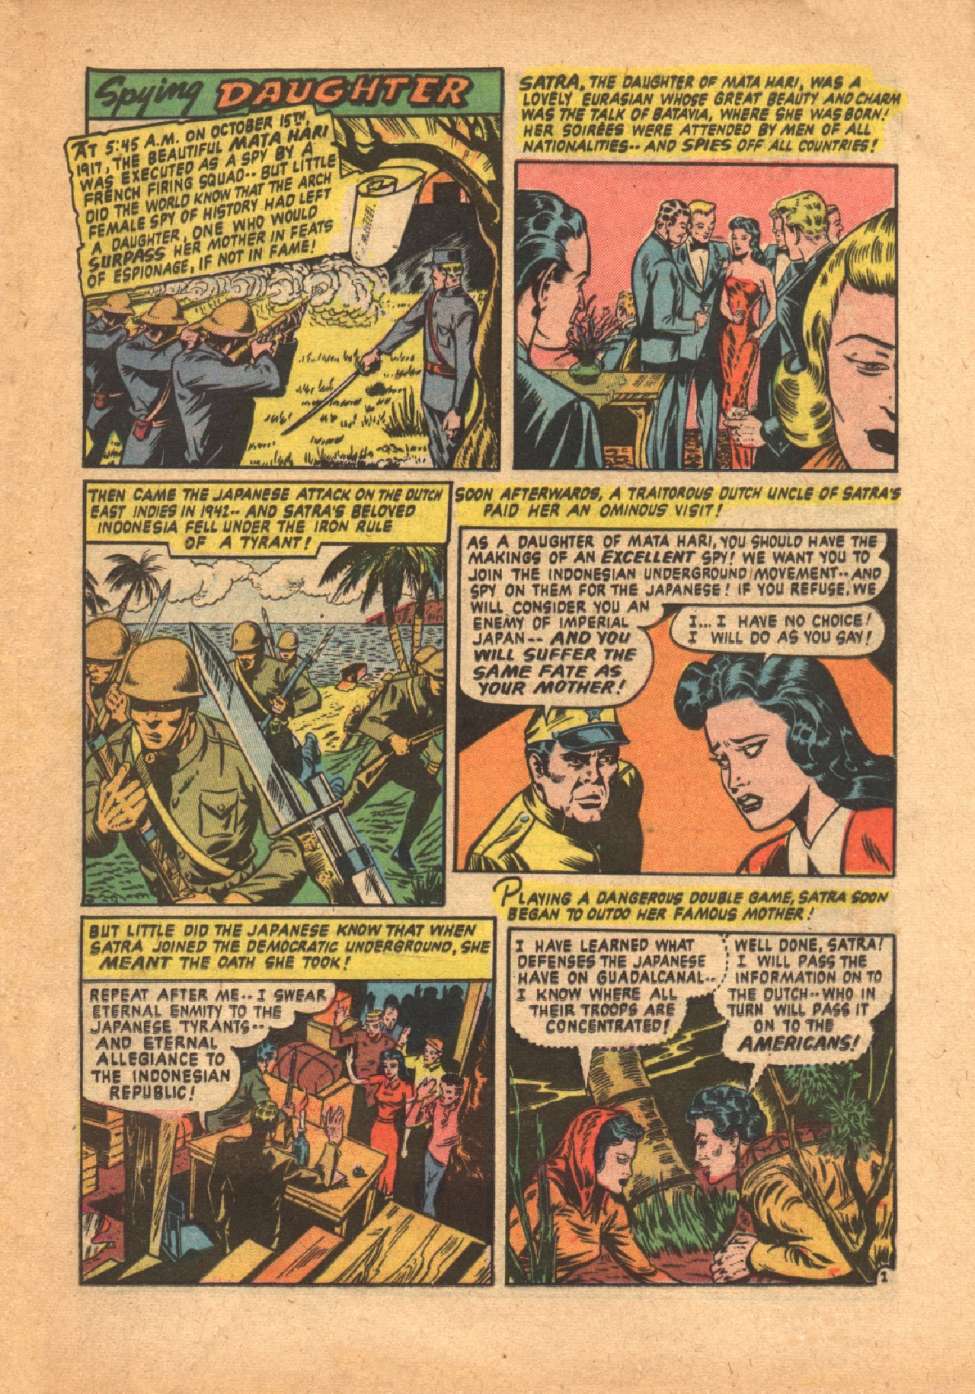 Spying DAUGHTER
AT 5:45 A.M. ON OCTOBER 15TH,
1917, THE BEAUTIFUL MATA HARI
WAS EXECUTED AS A SPY BY A
FRENCH FIRING SQUAD-- BUT LITTLE
DID THE WORLD KNOW THAT THE ARCH
FEMALE SPY OF HISTORY HAD LEFT
A DAUGHTER, ONE WHO WOULD
SURPASS HER MOTHER IN FEATS
OF ESPIONAGE, IF NOT IN FAME!
SATRA, THE DAUGHTER OF MATA HARI, WAS A
LOVELY EURASIAN WHOSE GREAT BEAUTY AND CHARM
WAS THE TALK OF BATAVIA, WHERE SHE WAS BORN!
HER SOIRÉES WERE ATTENDED BY MEN OF ALL
NATIONALITIES-- AND SPIES OF ALL COUNTRIES!
THEN CAME THE JAPANESE ATTACK ON THE DUTCH
EAST INDIES IN 1942-- AND SATRA'S BELOVED
INDONESIA FELL UNDER THE IRON RULE
OF A TYRANT!
SOON AFTERWARDS, A TRAITOROUS DUTCH UNCLE OF SATRA'S
PAID HER AN OMINOUS VISIT!
AS A DAUGHTER OF MATA HARI, YOU SHOULD HAVE THE
MAKINGS OF AN EXCELLENT SPY! WE WANT YOU TO
JOIN THE INDONESIAN UNDERGROUND MOVEMENT-- AND
SPY ON THEM FOR THE JAPANESE! IF YOU REFUSE, WE
WILL CONSIDER YOU AN
ENEMY OF IMPERIAL
JAPAN-- AND YOU
WILL SUFFER THE
SAME FATE AS
YOUR MOTHER!
I... I HAVE NO CHOICE!
I WILL DO AS YOU SAY!
BUT LITTLE DID THE JAPANESE KNOW THAT WHEN
SATRA JOINED THE DEMOCRATIC UNDERGROUND, SHE
MEANT THE OATH SHE TOOK!
REPEAT AFTER ME-- I SWEAR
ETERNAL ENMITY TO THE
JAPANESE TYRANTS--
AND ETERNAL
ALLEGIANCE TO
THE INDONESIAN
REPUBLIC!
PLAYING A DANGEROUS DOUBLE GAME, SATRA SOON
BEGAN TO OUTDO HER FAMOUS MOTHER!
I HAVE LEARNED WHAT
DEFENSES THE JAPANESE
HAVE ON GUADALCANAL--
I KNOW WHERE ALL
THEIR TROOPS ARE
CONCENTRATED!
WELL DONE, SATRA!
I WILL PASS THE
INFORMATION ON TO
THE DUTCH-- WHO IN
TURN WILL PASS IT
ON TO THE
AMERICANS!
1